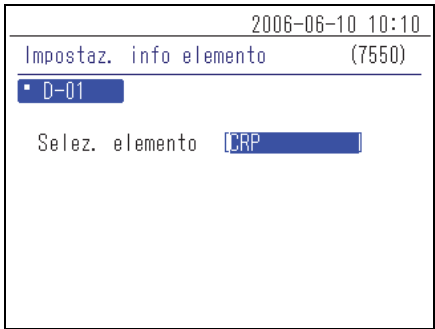 2006-06-10 10:10
Impostaz. info elemento (7550)
▪ D-01
Selez. elemento [CRP ]